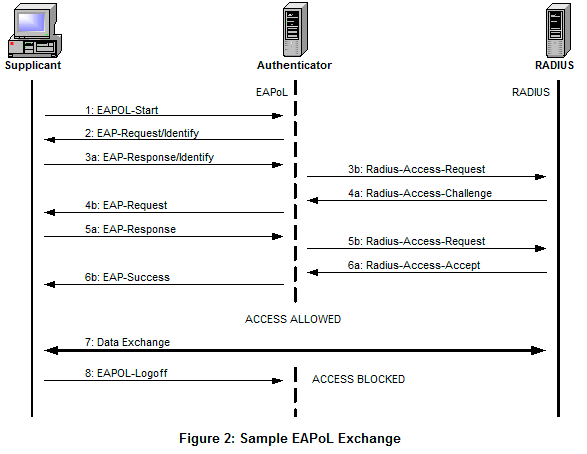 Supplicant
Authenticator
RADIUS
EAPoL
RADIUS
1: EAPOL-Start
2: EAP-Request/Identify
3a: EAP-Response/Identify
3b: Radius-Access-Request
4a: Radius-Access-Challenge
4b: EAP-Request
5a: EAP-Response
5b: Radius-Access-Request
6a: Radius-Access-Accept
6b: EAP-Success
ACCESS ALLOWED
7: Data Exchange
8: EAPOL-Logoff
ACCESS BLOCKED
Figure 2: Sample EAPoL Exchange